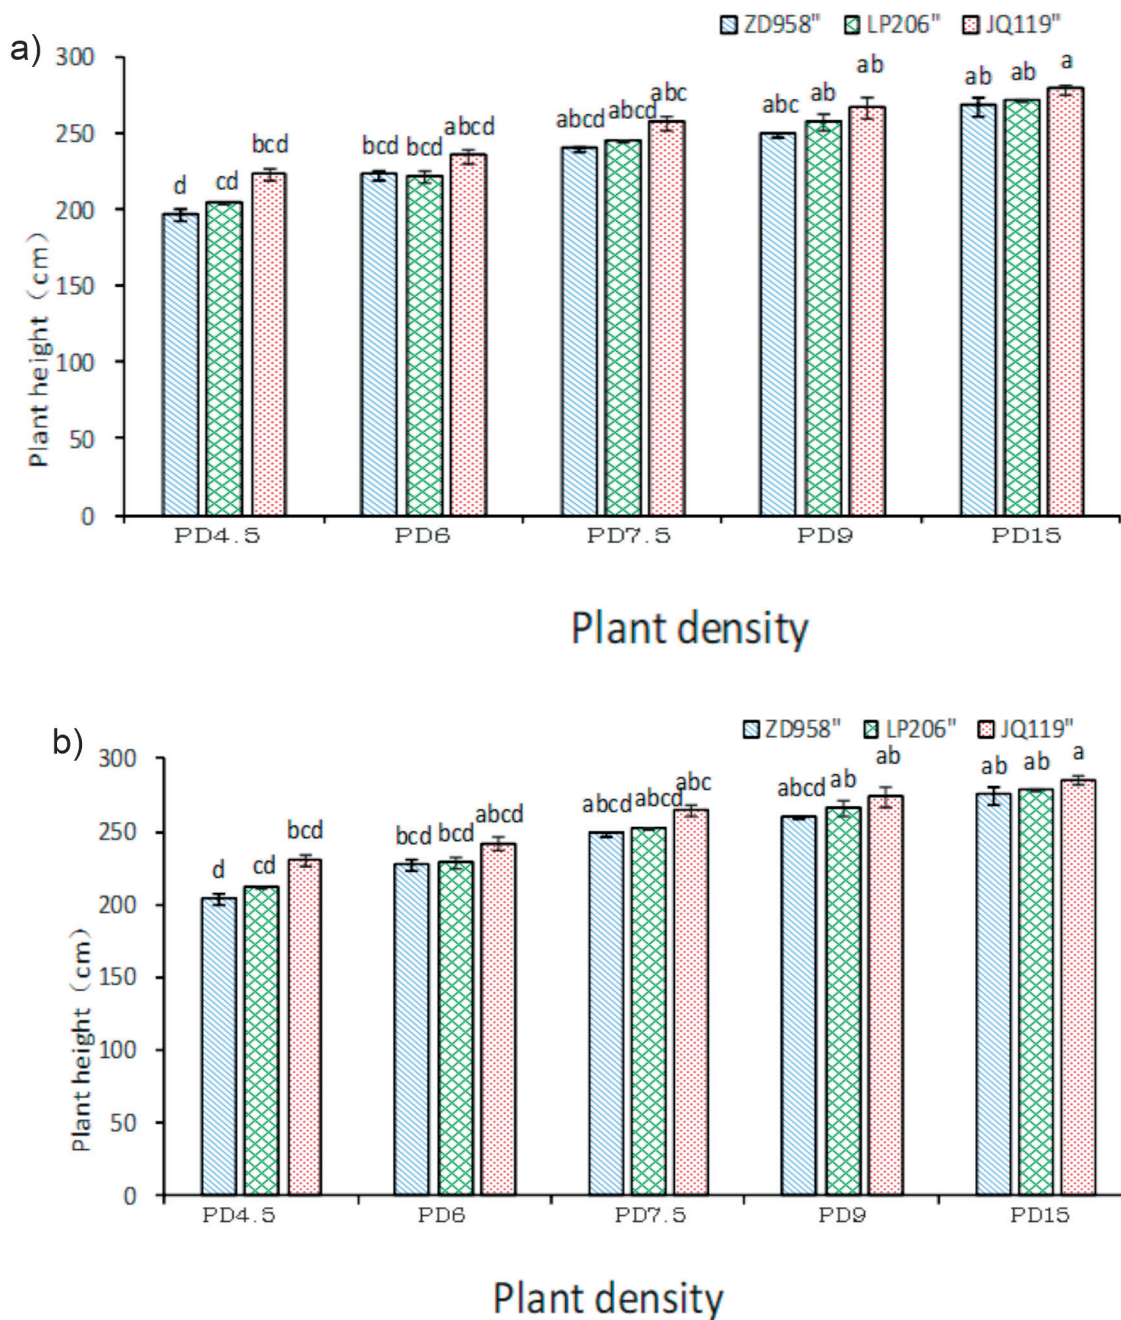 a)
ZD958" LP206" JQ119"
300
250
200
150
100
50
0
Plant height (cm)
d cd bcd
bcd bcd abcd
abcd abcd abc
abc ab ab
ab ab a
PD4.5 PD6 PD7.5 PD9 PD15
Plant density
b)
ZD958" LP206" JQ119"
300
250
200
150
100
50
0
Plant height (cm)
d cd bcd
bcd bcd abcd
abcd abcd abc
abcd ab ab
ab ab a
PD4.5 PD6 PD7.5 PD9 PD15
Plant density